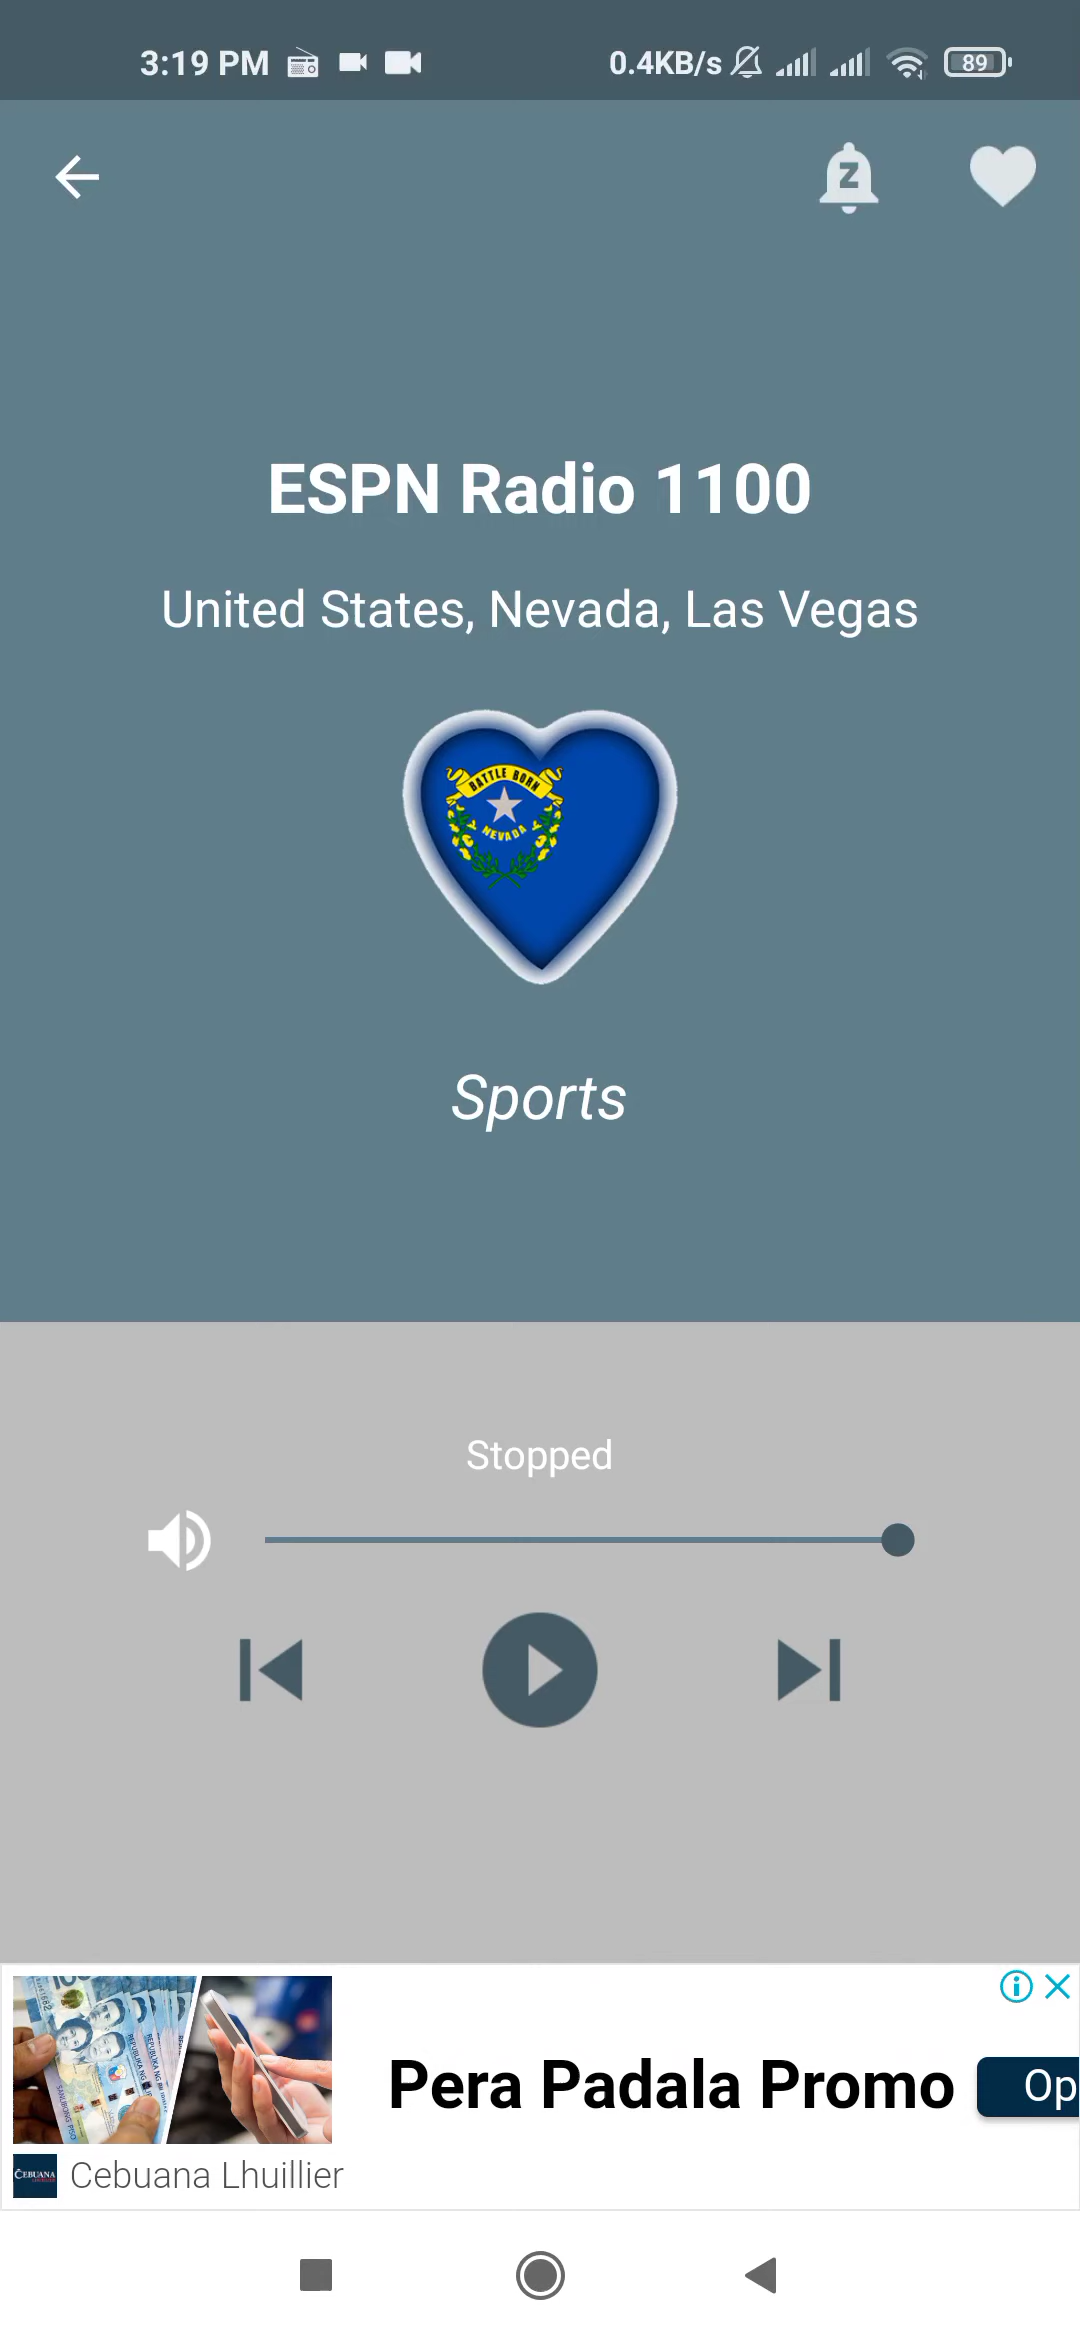 3:19 PM 0.4KB/s 89
Z
ESPN Radio 1100
United States, Nevada, Las Vegas
BATTLE BORN
NEVADA
Sports
Stopped
Pera Padala Promo
Op
CEBUANA
Cebuana Lhuillier